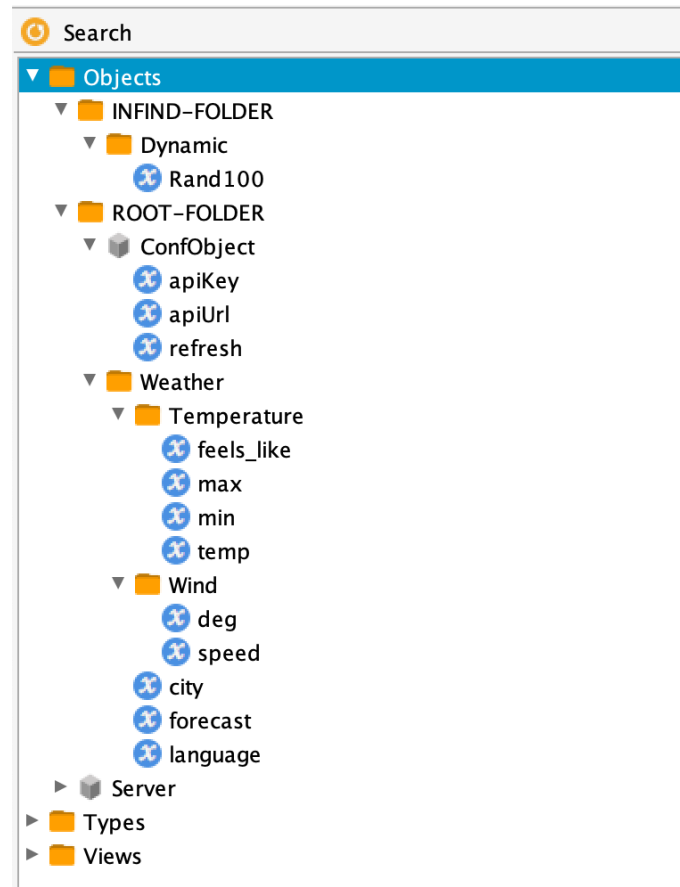 Search
Objects
INFIND-FOLDER
Dynamic
Rand100
ROOT-FOLDER
ConfObject
apiKey
apiUrl
refresh
Weather
Temperature
feels_like
max
min
temp
Wind
deg
speed
city
forecast
language
Server
Types
Views